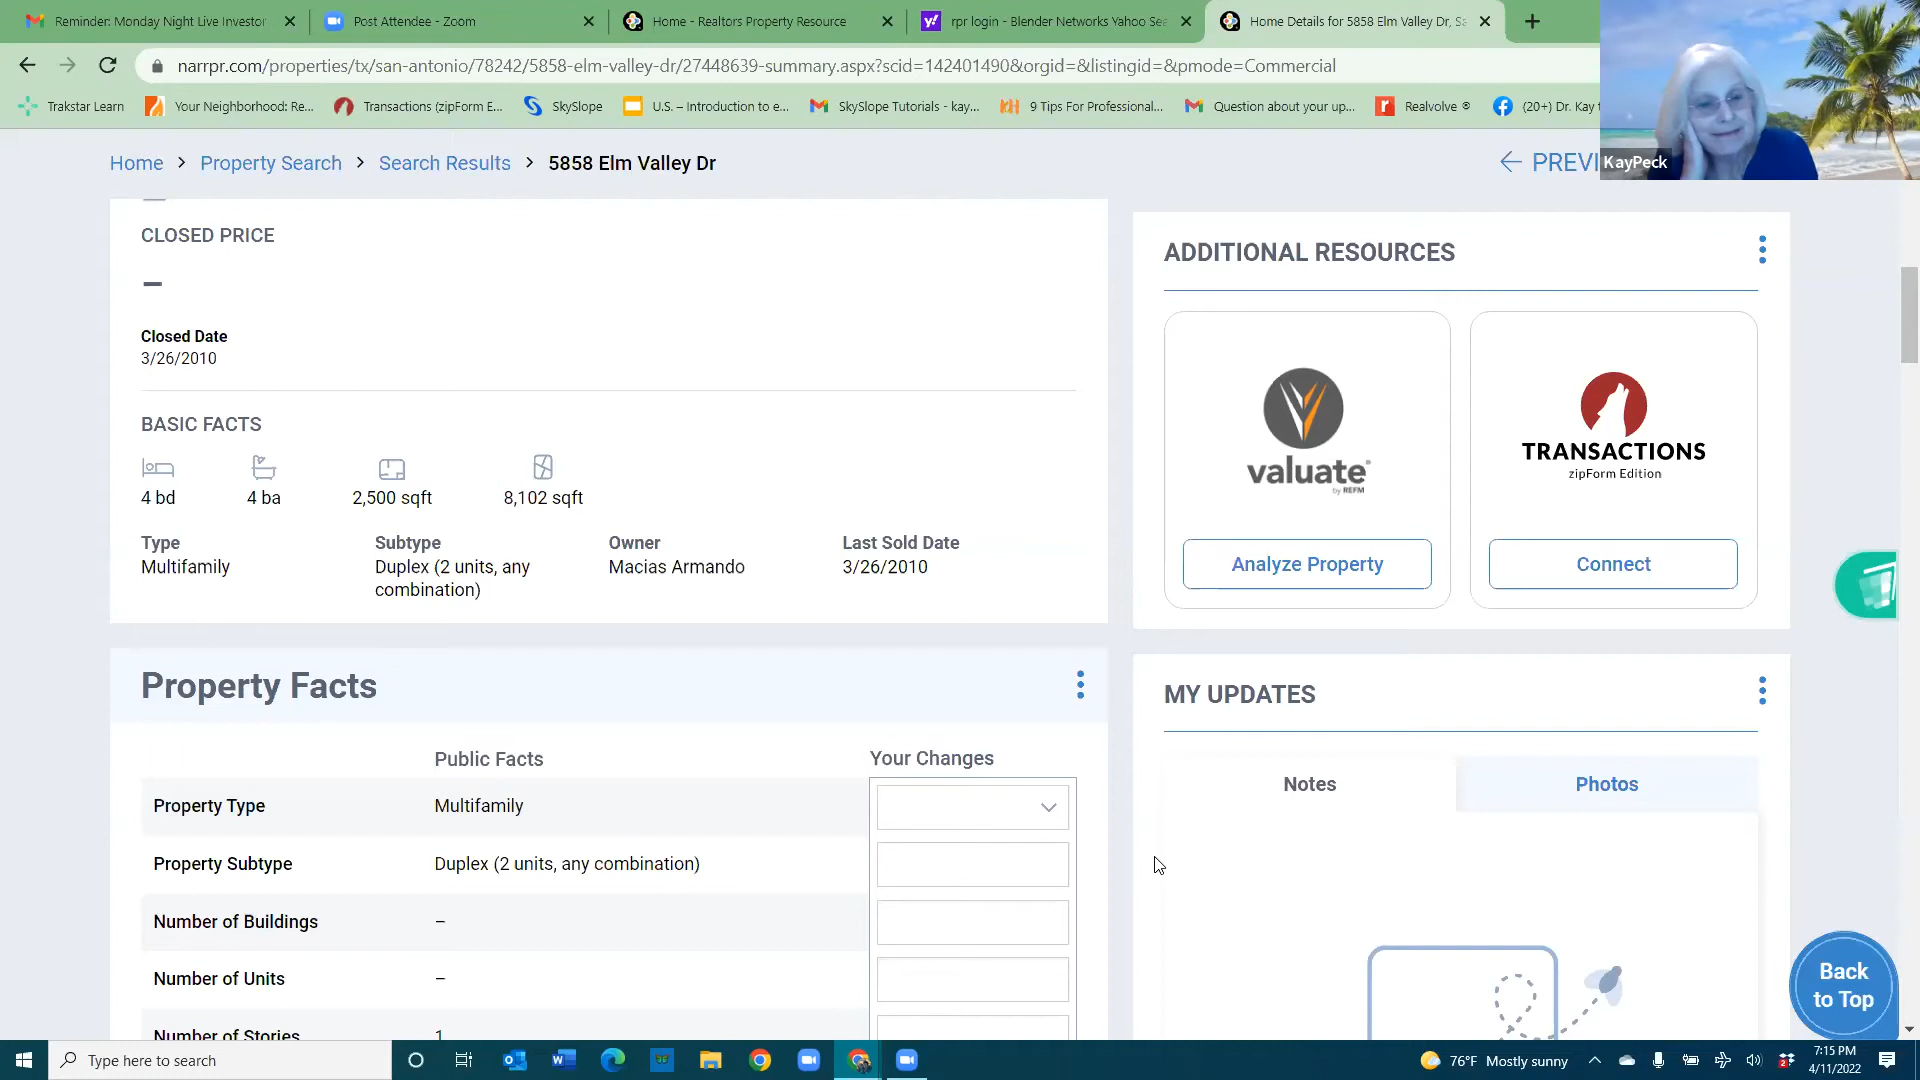 Reminder: Monday Night Live Investor
Post Attendee - Zoom
Home - Realtors Property Resource
rpr login - Blender Networks Yahoo Sea
Home Details for 5858 Elm Valley Dr, Sa
narrpr.com/properties/tx/san-antonio/78242/5858-elm-valley-dr/27448639-summary.aspx?scid=142401490&orgid=&listingid=&pmode=Commercial
Trakstar Learn
Your Neighborhood: Re...
Transactions (zipForm E...
SkySlope
U.S. – Introduction to e...
SkySlope Tutorials - kay...
9 Tips For Professional...
Question about your up...
Realvolve ®
(20+) Dr. Kay
KayPeck
Home > Property Search > Search Results > 5858 Elm Valley Dr
PREVI
CLOSED PRICE
–
Closed Date
3/26/2010
BASIC FACTS
4 bd
4 ba
2,500 sqft
8,102 sqft
Type
Multifamily
Subtype
Duplex (2 units, any
combination)
Owner
Macias Armando
Last Sold Date
3/26/2010
ADDITIONAL RESOURCES
valuate®
by REFM
Analyze Property
TRANSACTIONS
zipForm Edition
Connect
Property Facts
Public Facts
Your Changes
Property Type
Multifamily
Property Subtype
Duplex (2 units, any combination)
Number of Buildings
–
Number of Units
–
Number of Stories
1
MY UPDATES
Notes
Photos
Back
to Top
Type here to search
76°F Mostly sunny
7:15 PM
4/11/2022